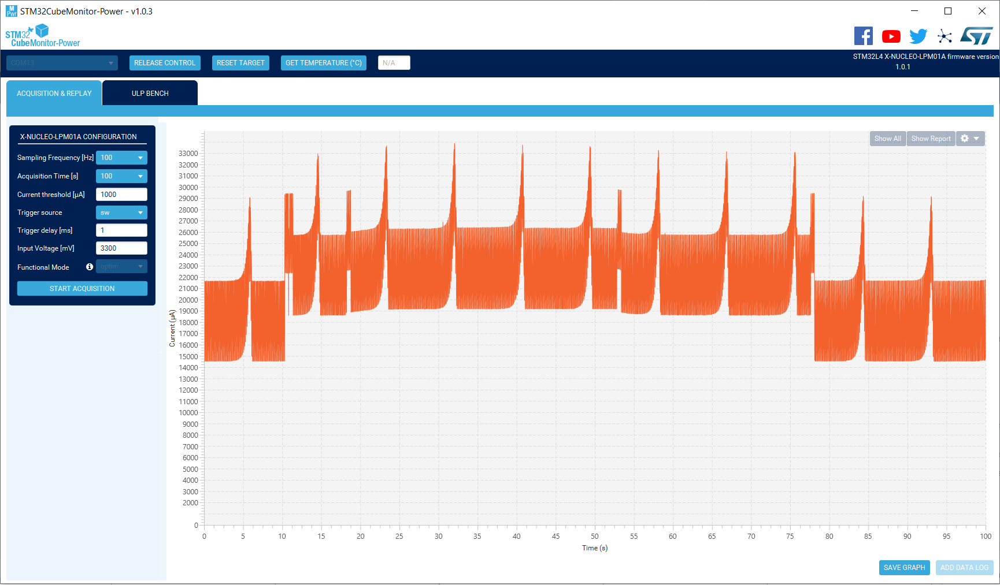 M
Pwr
STM32CubeMonitor-Power - v1.0.3
STM32
CubeMonitor-Power
COM13
RELEASE CONTROL
RESET TARGET
GET TEMPERATURE (°C)
N/A
STM32L4 X-NUCLEO-LPM01A firmware version
1.0.1
ACQUISITION & REPLAY
ULP BENCH
X-NUCLEO-LPM01A CONFIGURATION
Sampling Frequency [Hz] 100
Acquisition Time [s] 100
Current threshold [µA] 1000
Trigger source sw
Trigger delay [ms] 1
Input Voltage [mV] 3300
Functional Mode optim
START ACQUISITION
Show All
Show Report
33000
32000
31000
30000
29000
28000
27000
26000
25000
24000
23000
22000
21000
20000
19000
18000
17000
16000
15000
14000
13000
12000
11000
10000
9000
8000
7000
6000
5000
4000
3000
2000
0
Current (µA)
0 5 10 15 20 25 30 35 40 45 50 55 60 65 70 75 80 85 90 95 100
Time (s)
SAVE GRAPH
ADD DATA LOG